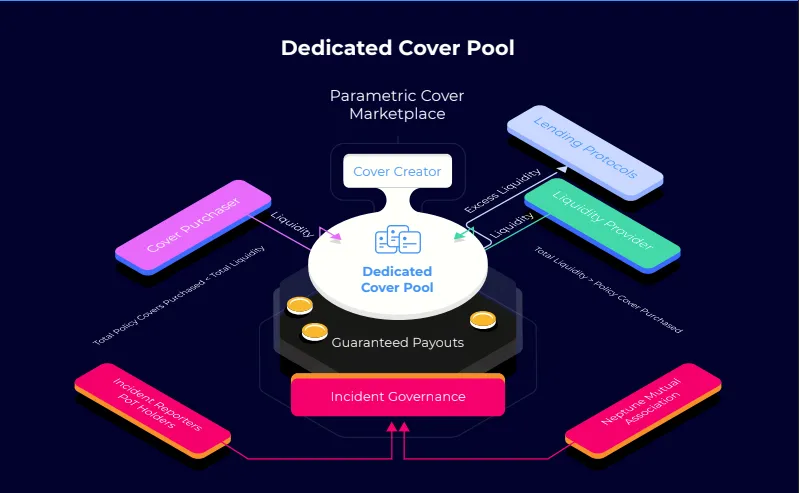 Dedicated Cover Pool
Parametric Cover
Marketplace
Cover Creator
Lending Protocols
Excess Liquidity
Cover Purchaser
Liquidity
Liquidity
Liquidity Provider
Total Policy Covers Purchased < Total Liquidity
Total Liquidity > Policy Cover Purchased
Dedicated
Cover Pool
Guaranteed Payouts
Incident Governance
Incident Reporters
PoT Holders
Neptune Mutual
Association